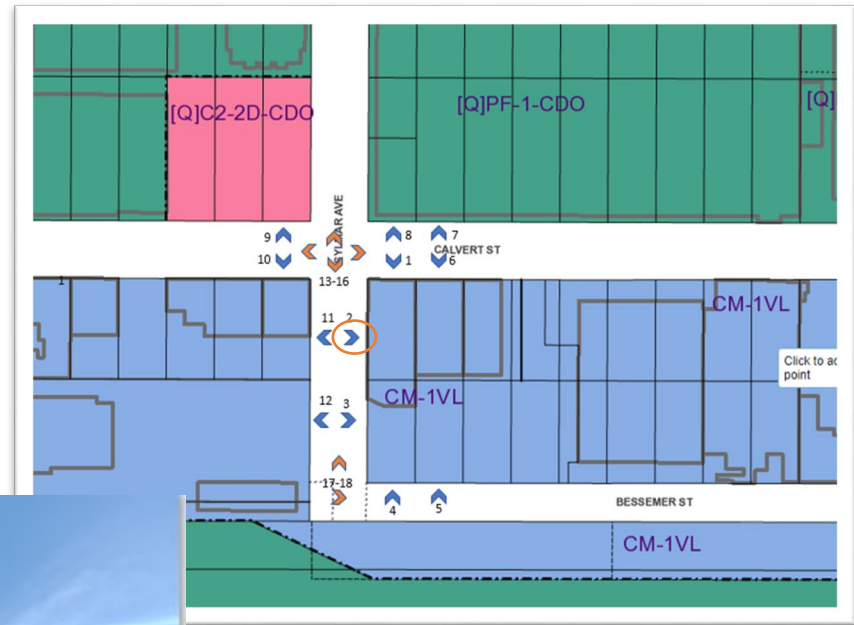 [Q]C2-2D-CDO
[Q]PF-1-CDO
[Q]
SYLMAR AVE
9
8
7
CALVERT ST
10
1
6
13-16
1
11
2
CM-1VL
Click to
point
12
3
CM-1VL
17-18
4
5
BESSEMER ST
CM-1VL